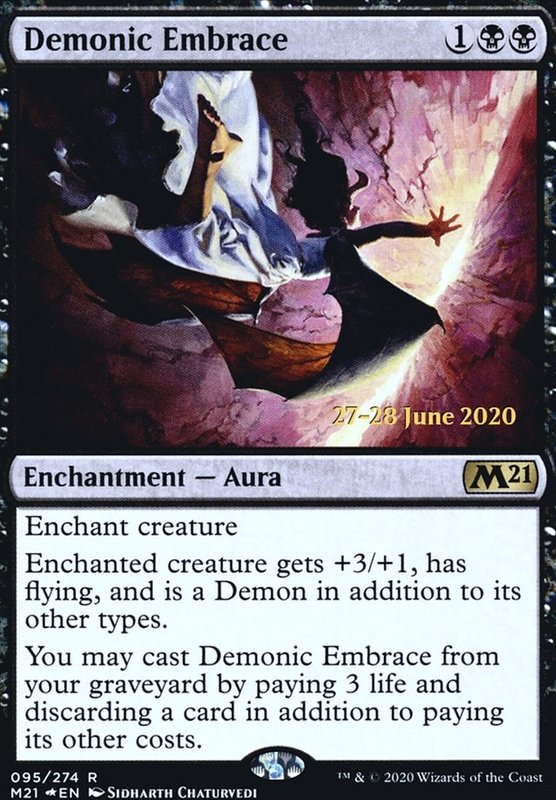 Demonic Embrace 1
27–28 June 2020
Enchantment — Aura M21
Enchant creature
Enchanted creature gets +3/+1, has
flying, and is a Demon in addition to its
other types.
You may cast Demonic Embrace from
your graveyard by paying 3 life and
discarding a card in addition to paying
its other costs.
095/274 R
M21 ★ EN Sidharth Chaturvedi
™ & © 2020 Wizards of the Coast